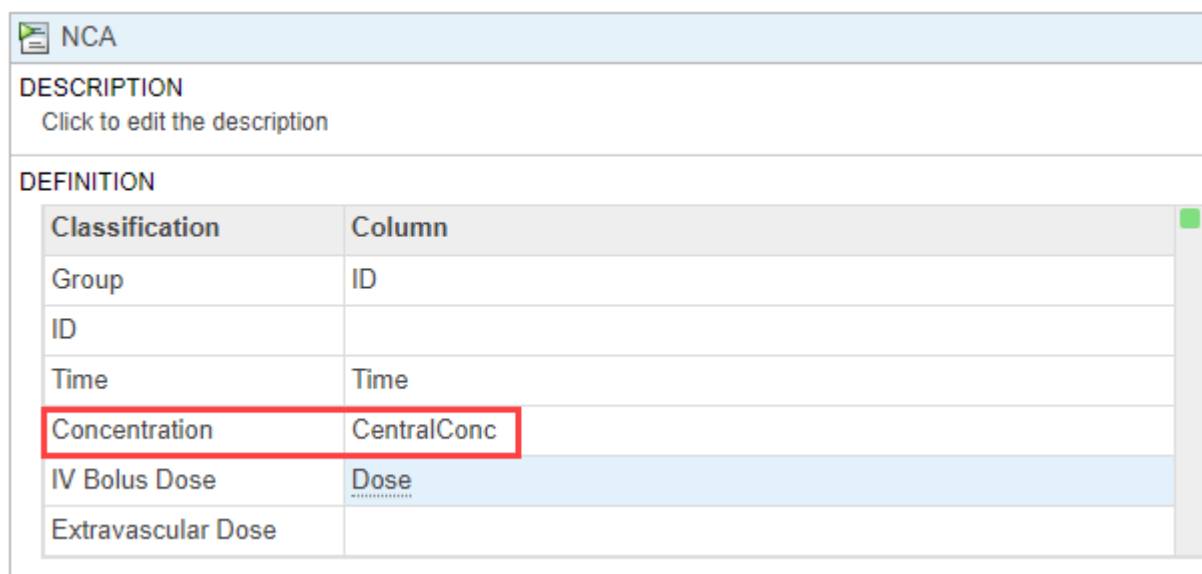 NCA
DESCRIPTION
Click to edit the description
DEFINITION
Classification Column
Group ID
ID
Time Time
Concentration CentralConc
IV Bolus Dose Dose
Extravascular Dose